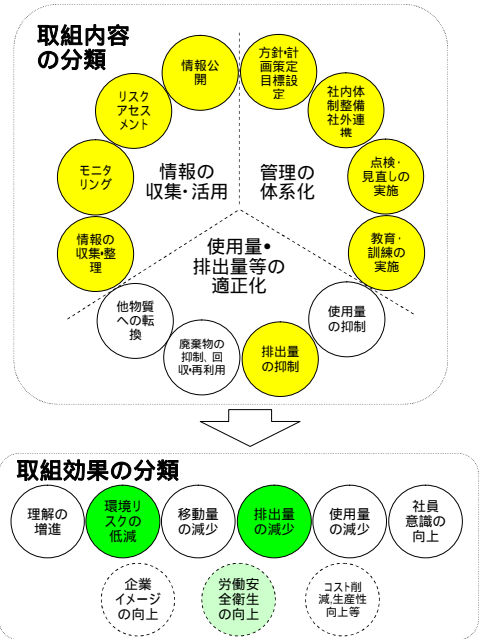 取組内容
の分類
情報公
開
方針・計
画策定
目標設
定
リスク
アセス
メント
社内体
制整備
社外連
携
モニタ
リング
情報の
収集・活用
管理の
体系化
点検・
見直しの
実施
情報の
収集・整
理
使用量・
排出量等の
適正化
教育・
訓練の
実施
他物質
への転
換
廃棄物の
抑制、回
収・再利用
排出量
の抑制
使用量
の抑制
取組効果の分類
理解の
増進
環境リ
スクの
低減
移動量
の減少
排出量
の減少
使用量
の減少
社員
意識の
向上
企業
イメージ
の向上
労働安
全衛生
の向上
コスト削
減,生産性
向上等